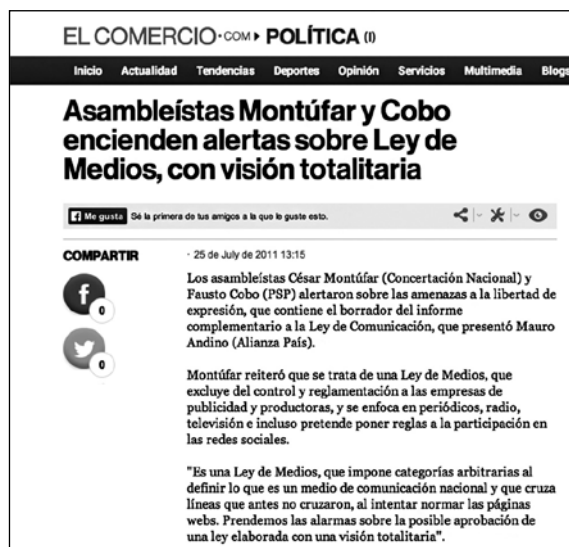 EL COMERCIO·COM▸ POLÍTICA (I)
Inicio Actualidad Tendencias Deportes Opinión Servicios Multimedia Blogs
Asambleístas Montúfar y Cobo
encienden alertas sobre Ley de
Medios, con visión totalitaria
Me gusta Sé la primera de tus amigos a la que le guste esto.
COMPARTIR
· 25 de July de 2011 13:15
0
0
Los asambleístas César Montúfar (Concertación Nacional) y
Fausto Cobo (PSP) alertaron sobre las amenazas a la libertad de
expresión, que contiene el borrador del informe
complementario a la Ley de Comunicación, que presentó Mauro
Andino (Alianza País).
Montúfar reiteró que se trata de una Ley de Medios, que
excluye del control y reglamentación a las empresas de
publicidad y productoras, y se enfoca en periódicos, radio,
televisión e incluso pretende poner reglas a la participación en
las redes sociales.
"Es una Ley de Medios, que impone categorías arbitrarias al
definir lo que es un medio de comunicación nacional y que cruza
líneas que antes no cruzaron, al intentar normar las páginas
webs. Prendemos las alarmas sobre la posible aprobación de
una ley elaborada con una visión totalitaria".